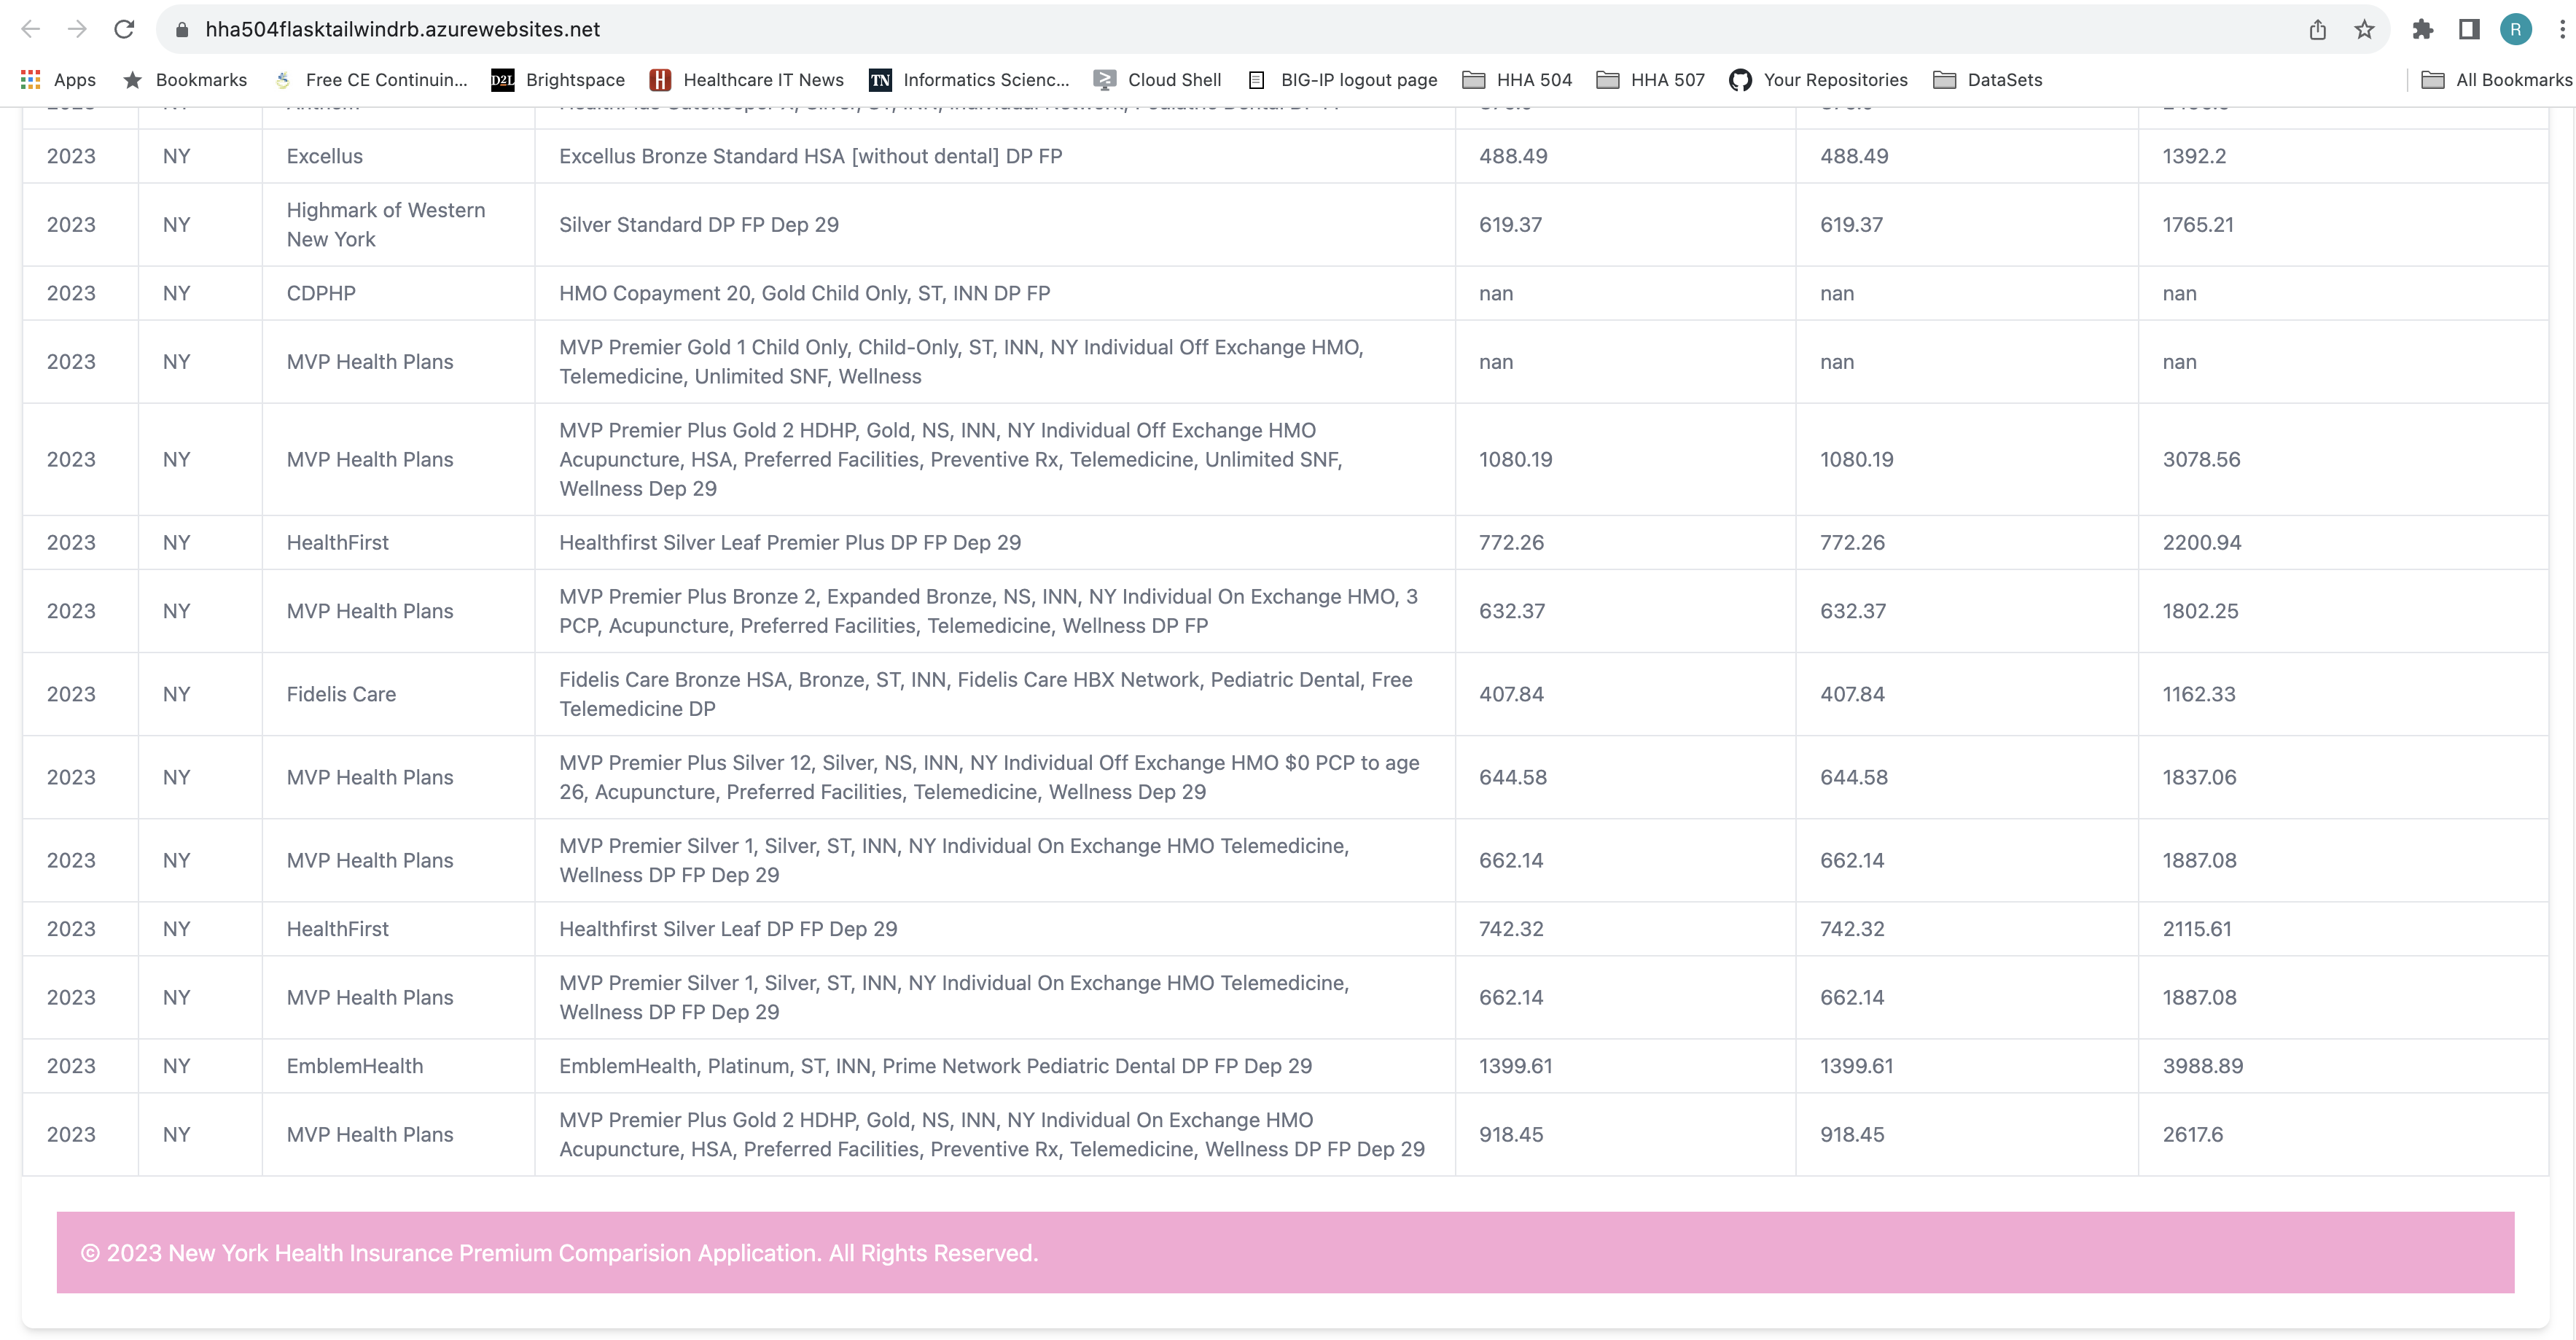 hha504flasktailwindrb.azurewebsites.net
R
Apps Bookmarks Free CE Continuin... D2L Brightspace H Healthcare IT News TN Informatics Scienc... Cloud Shell BIG-IP logout page HHA 504 HHA 507 Your Repositories DataSets All Bookmarks
2023 NY Excellus Excellus Bronze Standard HSA [without dental] DP FP 488.49 488.49 1392.2
Highmark of Western
2023 NY New York Silver Standard DP FP Dep 29 619.37 619.37 1765.21
2023 NY CDPHP HMO Copayment 20, Gold Child Only, ST, INN DP FP nan nan nan
MVP Premier Gold 1 Child Only, Child-Only, ST, INN, NY Individual Off Exchange HMO,
2023 NY MVP Health Plans Telemedicine, Unlimited SNF, Wellness nan nan nan
MVP Premier Plus Gold 2 HDHP, Gold, NS, INN, NY Individual Off Exchange HMO
2023 NY MVP Health Plans Acupuncture, HSA, Preferred Facilities, Preventive Rx, Telemedicine, Unlimited SNF, 1080.19 1080.19 3078.56
Wellness Dep 29
2023 NY HealthFirst Healthfirst Silver Leaf Premier Plus DP FP Dep 29 772.26 772.26 2200.94
MVP Premier Plus Bronze 2, Expanded Bronze, NS, INN, NY Individual On Exchange HMO, 3
2023 NY MVP Health Plans PCP, Acupuncture, Preferred Facilities, Telemedicine, Wellness DP FP 632.37 632.37 1802.25
Fidelis Care Bronze HSA, Bronze, ST, INN, Fidelis Care HBX Network, Pediatric Dental, Free
2023 NY Fidelis Care Telemedicine DP 407.84 407.84 1162.33
MVP Premier Plus Silver 12, Silver, NS, INN, NY Individual Off Exchange HMO $0 PCP to age
2023 NY MVP Health Plans 26, Acupuncture, Preferred Facilities, Telemedicine, Wellness Dep 29 644.58 644.58 1837.06
MVP Premier Silver 1, Silver, ST, INN, NY Individual On Exchange HMO Telemedicine,
2023 NY MVP Health Plans Wellness DP FP Dep 29 662.14 662.14 1887.08
2023 NY HealthFirst Healthfirst Silver Leaf DP FP Dep 29 742.32 742.32 2115.61
MVP Premier Silver 1, Silver, ST, INN, NY Individual On Exchange HMO Telemedicine,
2023 NY MVP Health Plans Wellness DP FP Dep 29 662.14 662.14 1887.08
2023 NY EmblemHealth EmblemHealth, Platinum, ST, INN, Prime Network Pediatric Dental DP FP Dep 29 1399.61 1399.61 3988.89
MVP Premier Plus Gold 2 HDHP, Gold, NS, INN, NY Individual On Exchange HMO
2023 NY MVP Health Plans Acupuncture, HSA, Preferred Facilities, Preventive Rx, Telemedicine, Wellness DP FP Dep 29 918.45 918.45 2617.6
© 2023 New York Health Insurance Premium Comparision Application. All Rights Reserved.